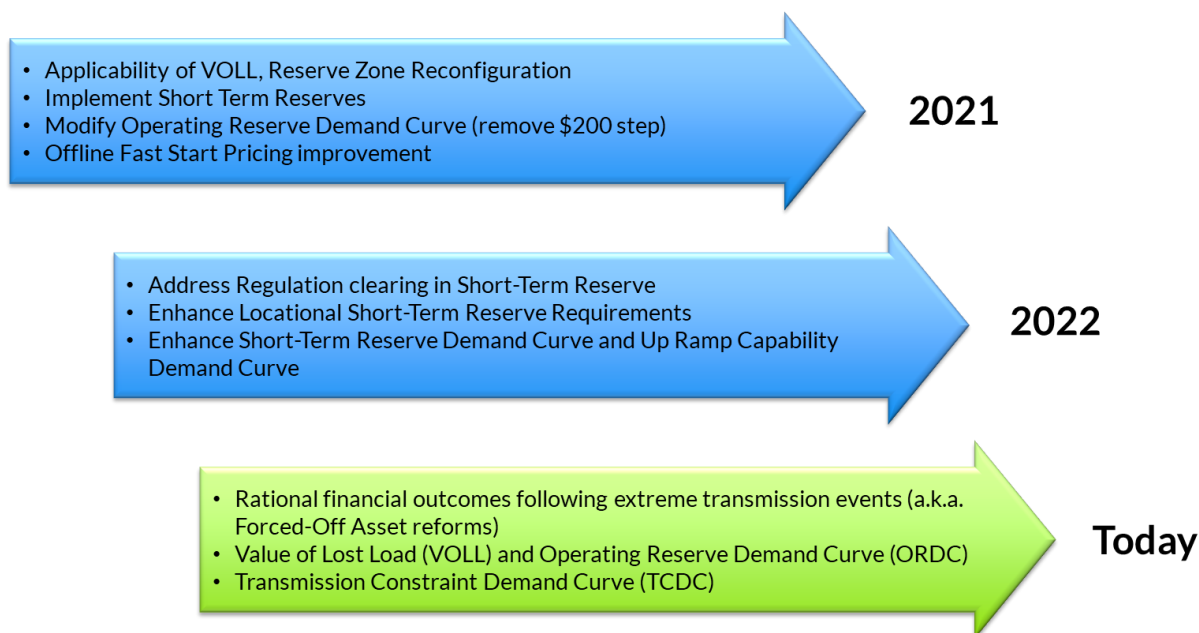 • Applicability of VOLL, Reserve Zone Reconfiguration
• Implement Short Term Reserves
• Modify Operating Reserve Demand Curve (remove $200 step)
• Offline Fast Start Pricing improvement
2021
• Address Regulation clearing in Short-Term Reserve
• Enhance Locational Short-Term Reserve Requirements
• Enhance Short-Term Reserve Demand Curve and Up Ramp Capability
Demand Curve
2022
• Rational financial outcomes following extreme transmission events (a.k.a.
Forced-Off Asset reforms)
• Value of Lost Load (VOLL) and Operating Reserve Demand Curve (ORDC)
• Transmission Constraint Demand Curve (TCDC)
Today